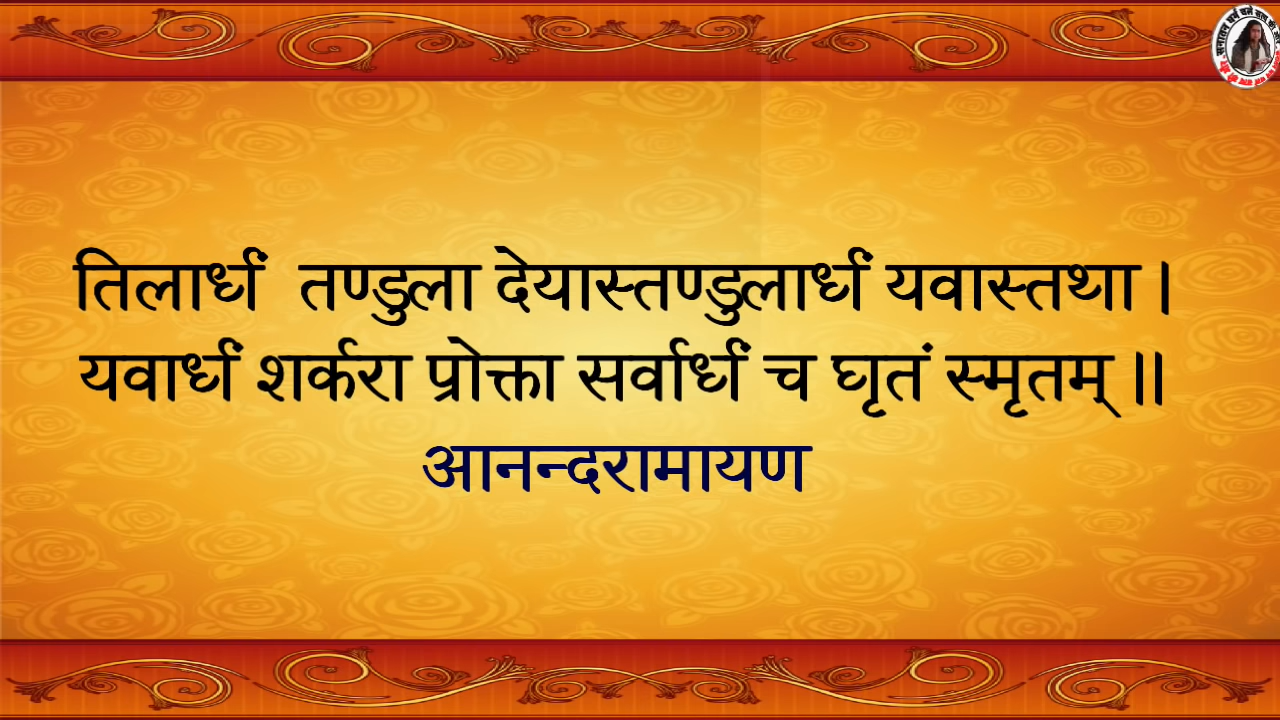 तिलार्धं तण्डुला देयास्तण्डुलार्धं यवास्तथा ।
यवार्धं शर्करा प्रोक्ता सर्वार्धं च घृतं स्मृतम् ॥
आनन्दरामायण